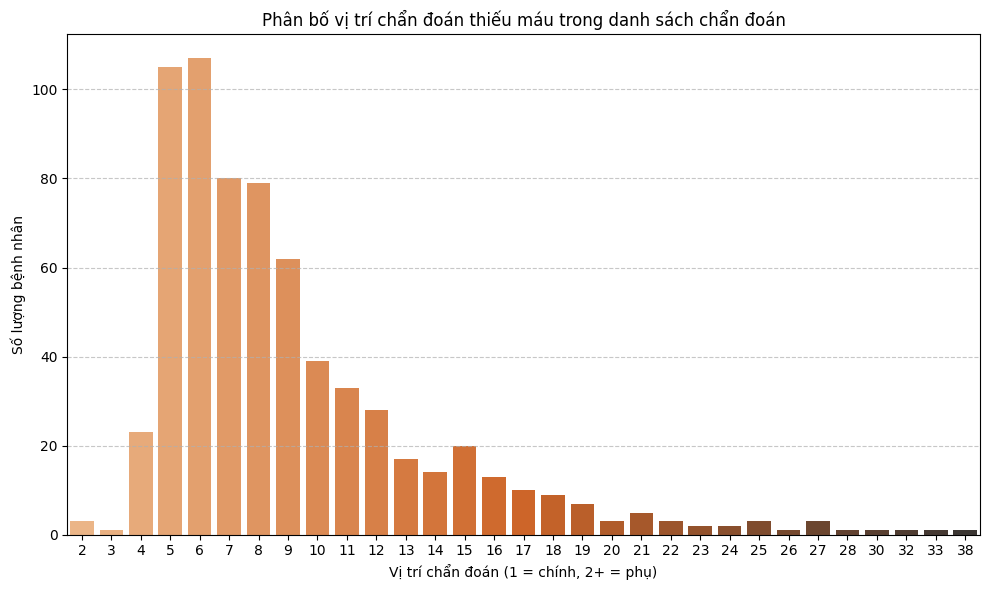 Phân bố vị trí chẩn đoán thiếu máu trong danh sách chẩn đoán
Số lượng bệnh nhân
100
80
60
40
20
0
2 3 4 5 6 7 8 9 10 11 12 13 14 15 16 17 18 19 20 21 22 23 24 25 26 27 28 30 32 33 38
Vị trí chẩn đoán (1 = chính, 2+ = phụ)